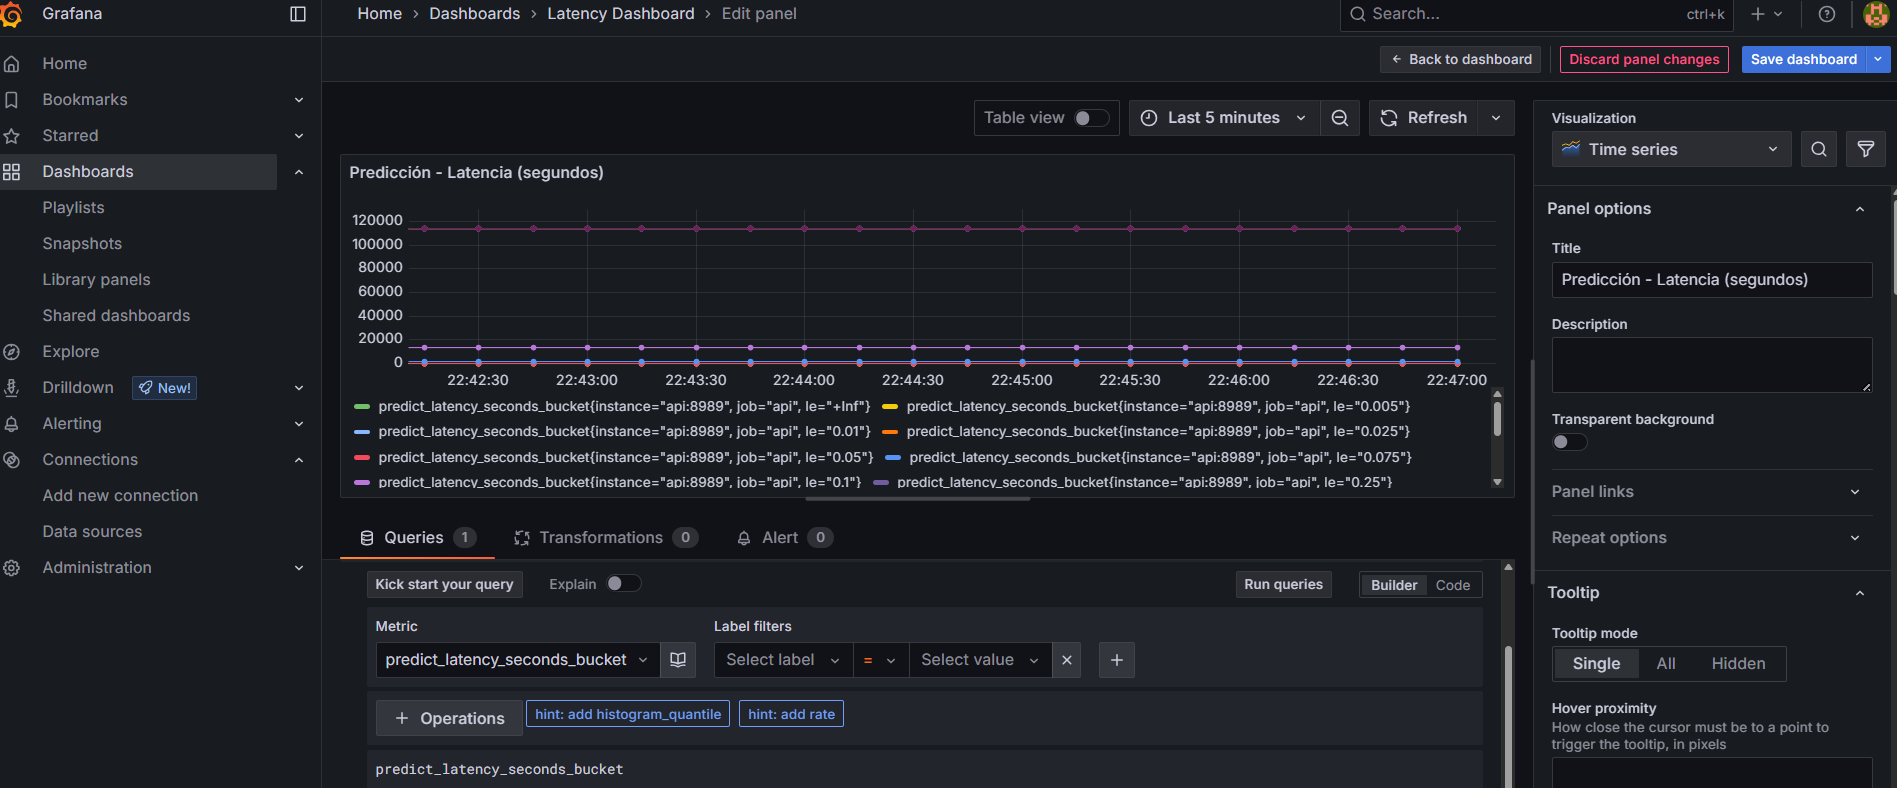 Grafana
Home › Dashboards › Latency Dashboard › Edit panel
Search...
ctrl+k
Back to dashboard
Discard panel changes
Save dashboard
Home
Bookmarks
Starred
Dashboards
Playlists
Snapshots
Library panels
Shared dashboards
Explore
Drilldown
New!
Alerting
Connections
Add new connection
Data sources
Administration
Table view
Last 5 minutes
Refresh
Predicción - Latencia (segundos)
120000
100000
80000
60000
40000
20000
0
22:42:30 22:43:00 22:43:30 22:44:00 22:44:30 22:45:00 22:45:30 22:46:00 22:46:30 22:47:00
predict_latency_seconds_bucket{instance="api:8989", job="api", le="+Inf"} predict_latency_seconds_bucket{instance="api:8989", job="api", le="0.005"}
predict_latency_seconds_bucket{instance="api:8989", job="api", le="0.01"} predict_latency_seconds_bucket{instance="api:8989", job="api", le="0.025"}
predict_latency_seconds_bucket{instance="api:8989", job="api", le="0.05"} predict_latency_seconds_bucket{instance="api:8989", job="api", le="0.075"}
predict_latency_seconds_bucket{instance="api:8989", job="api", le="0.1"} predict_latency_seconds_bucket{instance="api:8989", job="api", le="0.25"}
Queries 1 Transformations 0 Alert 0
Kick start your query Explain Run queries Builder Code
Metric Label filters
predict_latency_seconds_bucket Select label = Select value
+ Operations hint: add histogram_quantile hint: add rate
predict_latency_seconds_bucket
Visualization
Time series
Panel options
Title
Predicción - Latencia (segundos)
Description
Transparent background
Panel links
Repeat options
Tooltip
Tooltip mode
Single All Hidden
Hover proximity
How close the cursor must be to a point to
trigger the tooltip, in pixels